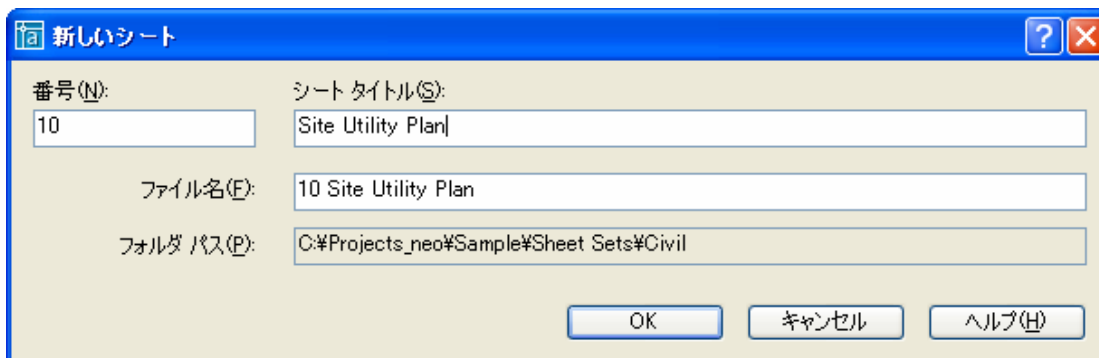 新しいシート
番号(N): シート タイトル(S):
10 Site Utility Plan
ファイル名(F): 10 Site Utility Plan
フォルダ パス(P): C:¥Projects_neo¥Sample¥Sheet Sets¥Civil
OK キャンセル ヘルプ(H)